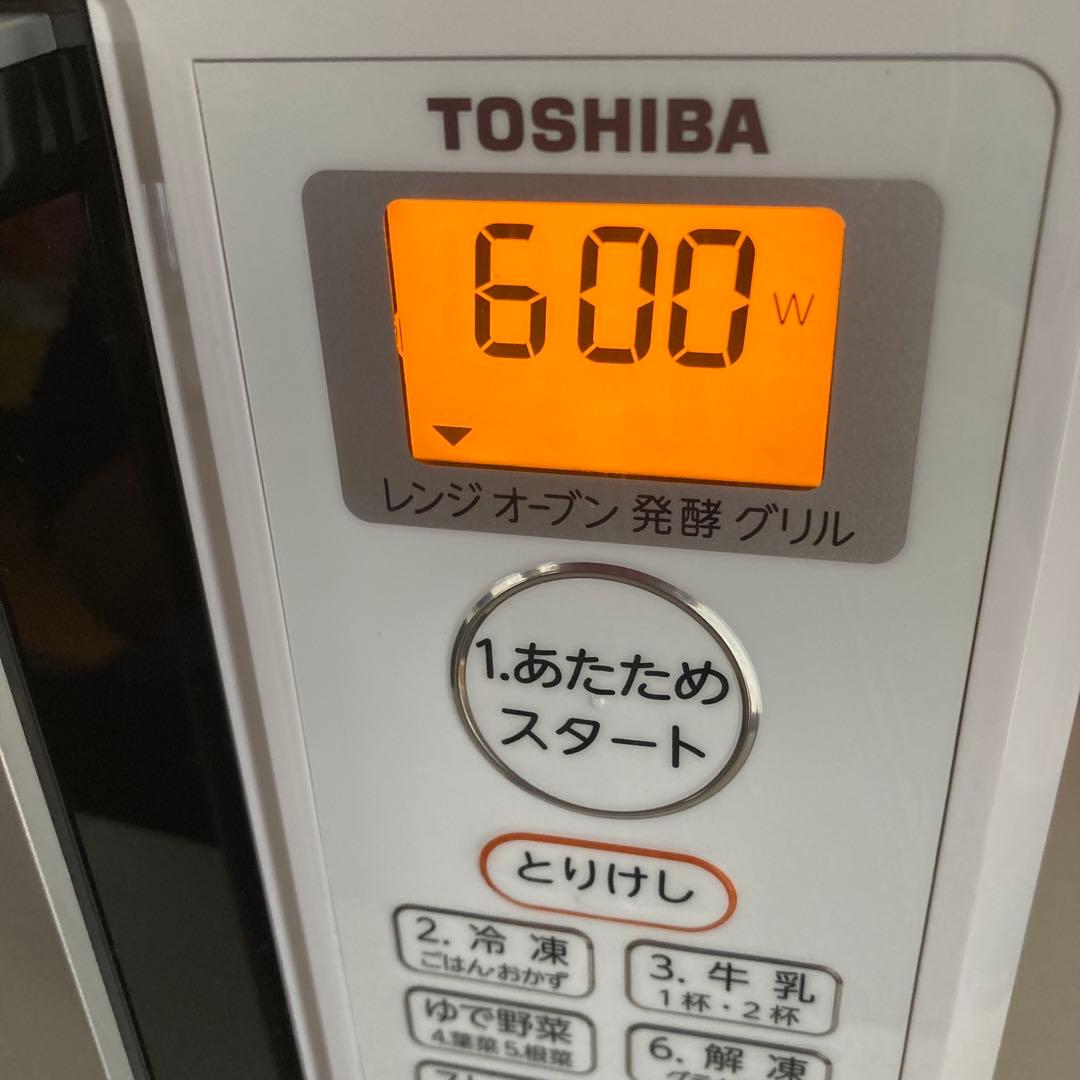 TOSHIBA
600 W
レンジ オーブン 発酵 グリル
1.あたため
スタート
とりけし
2. 冷凍
ごはん・おかず
3. 牛乳
1杯・2杯
ゆで野菜
4.葉菜 5.根菜
6. 解凍